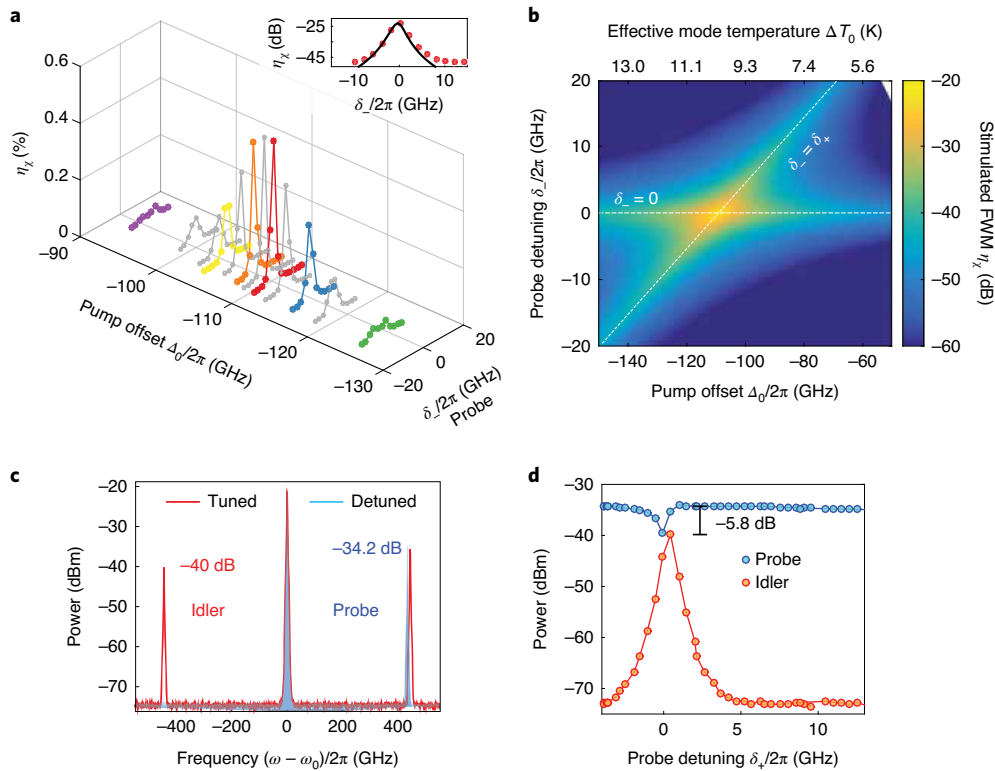 a
0.6
0.4
0.2
0
ηχ (%)
−90
−100
−110
−120
−130
Pump offset Δ₀/2π (GHz)
−20
0
20
δ₋/2π (GHz)
Probe
−25
−45
ηχ (dB)
−10 0 10
δ₋/2π (GHz)
b
Effective mode temperature ΔT₀ (K)
13.0 11.1 9.3 7.4 5.6
20
10
0
−10
−20
Probe detuning δ₋/2π (GHz)
δ₋ = 0
δ₋ = δ₊
−140 −120 −100 −80 −60
Pump offset Δ₀/2π (GHz)
−20
−30
−40
−50
−60
Stimulated FWM ηχ (dB)
c
−20
−30
−40
−50
−60
−70
Power (dBm)
Tuned
Detuned
−40 dB
−34.2 dB
Idler
Probe
−400 −200 0 200 400
Frequency (ω − ω₀)/2π (GHz)
d
−30
−40
−50
−60
−70
Power (dBm)
−5.8 dB
Probe
Idler
0 5 10
Probe detuning δ₊/2π (GHz)